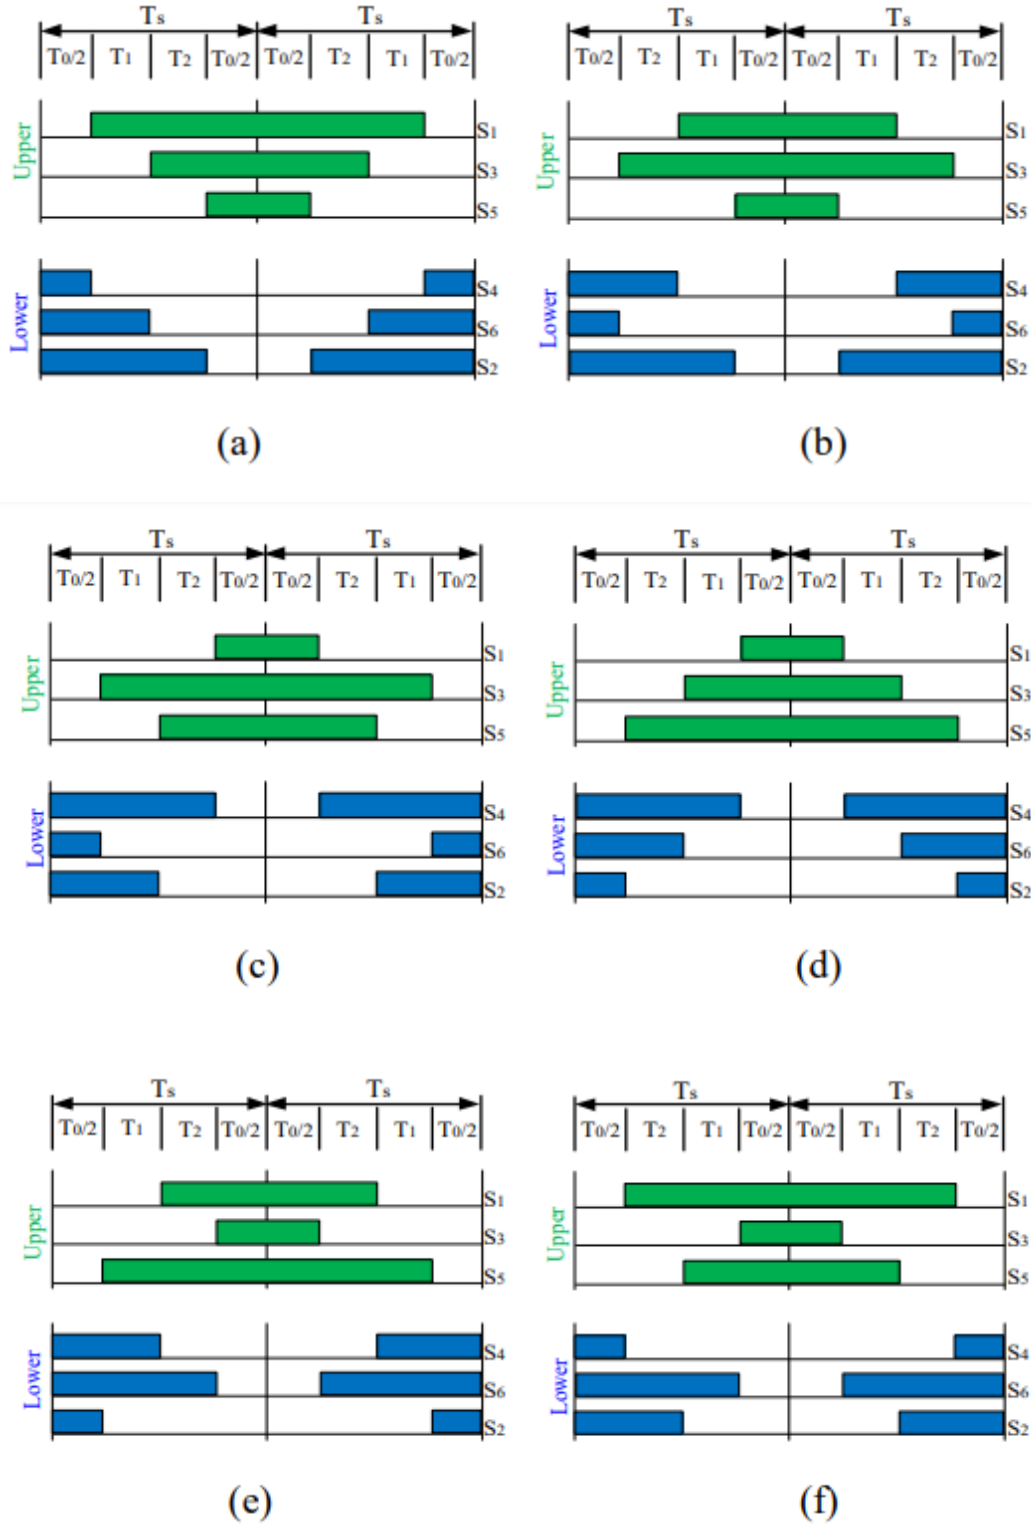 Ts Ts Ts Ts
T0/2 T1 T2 T0/2 T0/2 T2 T1 T0/2 T0/2 T2 T1 T0/2 T0/2 T1 T2 T0/2
Upper S1 S3 S5 Upper S1 S3 S5
Lower S4 S6 S2 Lower S4 S6 S2
(a) (b)
Ts Ts Ts Ts
T0/2 T1 T2 T0/2 T0/2 T2 T1 T0/2 T0/2 T2 T1 T0/2 T0/2 T1 T2 T0/2
Upper S1 S3 S5 Upper S1 S3 S5
Lower S4 S6 S2 Lower S4 S6 S2
(c) (d)
Ts Ts Ts Ts
T0/2 T1 T2 T0/2 T0/2 T2 T1 T0/2 T0/2 T2 T1 T0/2 T0/2 T1 T2 T0/2
Upper S1 S3 S5 Upper S1 S3 S5
Lower S4 S6 S2 Lower S4 S6 S2
(e) (f)